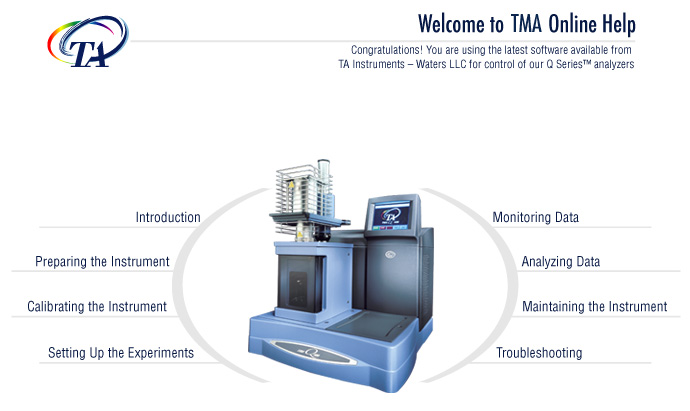 TA
Welcome to TMA Online Help
Congratulations! You are using the latest software available from
TA Instruments – Waters LLC for control of our Q Series™ analyzers
TA
Introduction
Preparing the Instrument
Calibrating the Instrument
Setting Up the Experiments
Monitoring Data
Analyzing Data
Maintaining the Instrument
Troubleshooting